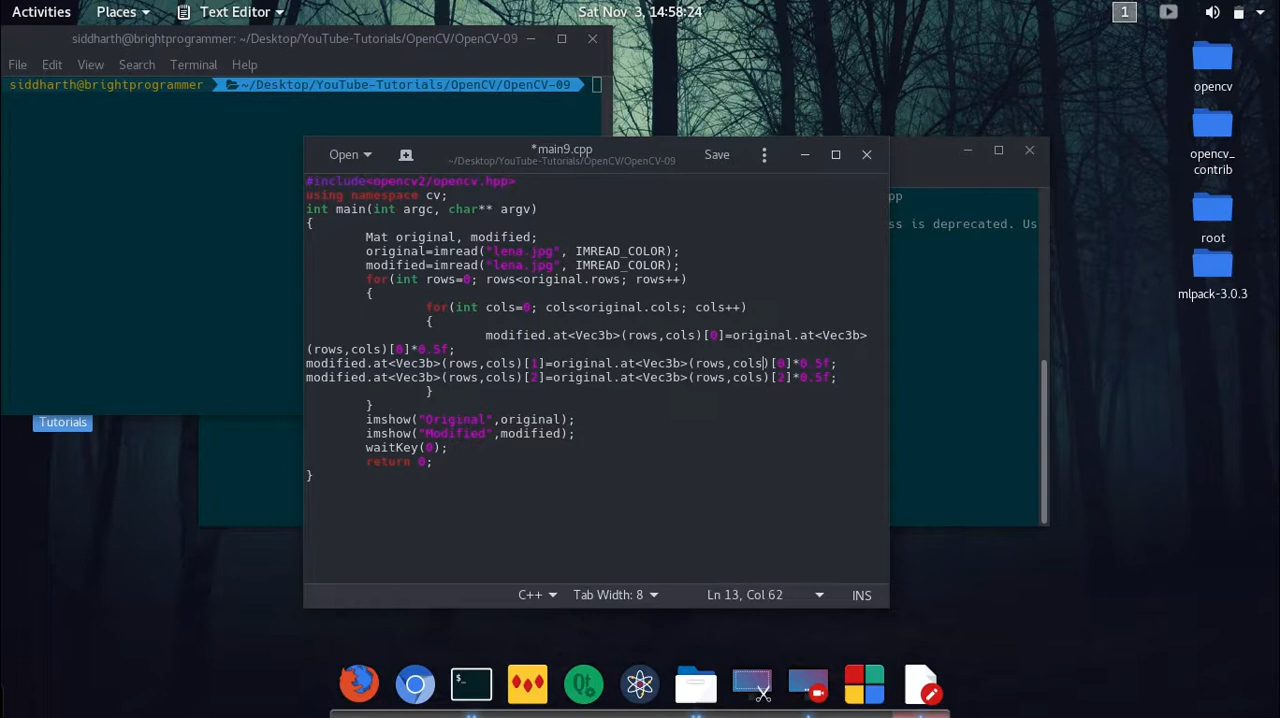 Activities Places Text Editor Sat Nov 3, 14:58:24 1
siddharth@brightprogrammer: ~/Desktop/YouTube-Tutorials/OpenCV/OpenCV-09
File Edit View Search Terminal Help
siddharth@brightprogrammer ~/Desktop/YouTube-Tutorials/OpenCV/OpenCV-09
opencv
opencv_
contrib
root
mlpack-3.0.3
Tutorials
Open *main9.cpp Save
~/Desktop/YouTube-Tutorials/OpenCV/OpenCV-09
#include<opencv2/opencv.hpp>
using namespace cv;
int main(int argc, char** argv)
{
Mat original, modified;
original=imread("lena.jpg", IMREAD_COLOR);
modified=imread("lena.jpg", IMREAD_COLOR);
for(int rows=0; rows<original.rows; rows++)
{
for(int cols=0; cols<original.cols; cols++)
{
modified.at<Vec3b>(rows,cols)[0]=original.at<Vec3b>
(rows,cols)[0]*0.5f;
modified.at<Vec3b>(rows,cols)[1]=original.at<Vec3b>(rows,cols)[0]*0.5f;
modified.at<Vec3b>(rows,cols)[2]=original.at<Vec3b>(rows,cols)[2]*0.5f;
}
}
imshow("Original",original);
imshow("Modified",modified);
waitKey(0);
return 0;
}
C++ Tab Width: 8 Ln 13, Col 62 INS
pp
ss is deprecated. Us
$_
Qt